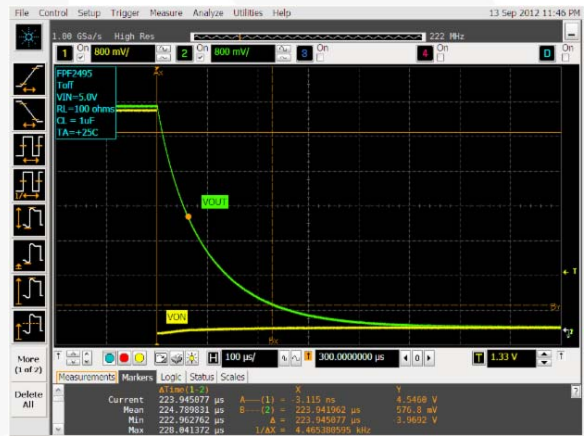 File Control Setup Trigger Measure Analyze Utilities Help 13 Sep 2012 11:46 PM
1.00 GSa/s High Res 222 MHz
1 On 800 mV/ 2 On 800 mV/ 3 On 4 On D On
FPF2495
Toff
VIN=5.0V
RL=100 ohms
CL = 1uF
TA=+25C
Ax
VOUT
T
By
VON
Bx
More
(1 of 2)
Delete
All
H 100 µs/ 300.0000000 µs 0 T 1.33 V
Measurements Markers Logic Status Scales
ΔTime(1-2) X Y
Current 223.945077 µs A---(1) = -3.115 ns 4.5460 V
Mean 224.789831 µs B---(2) = 223.941962 µs 576.8 mV
Min 222.962762 µs Δ = 223.945077 µs 3.9692 V
Max 228.041372 µs 1/ΔX = 4.465380595 kHz